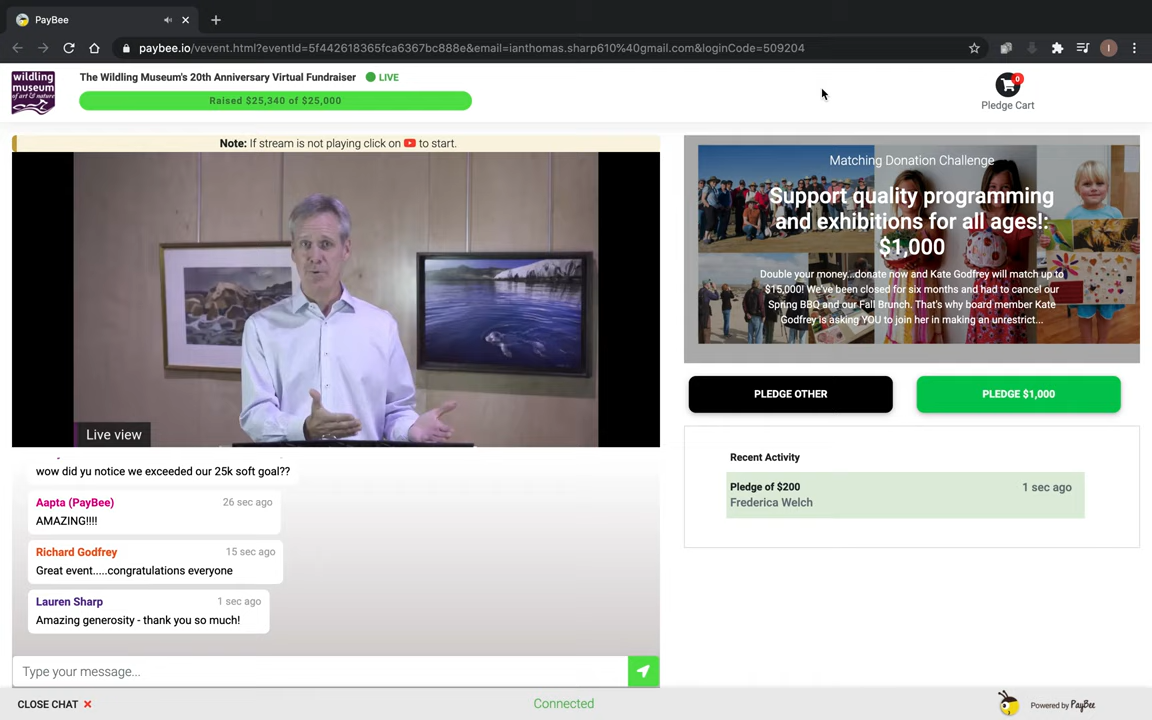 PayBee
paybee.io/vevent.html?eventId=5f442618365fca6367bc888e&email=ianthomas.sharp610%40gmail.com&loginCode=509204
I
wildling
museum
of art & nature
The Wildling Museum's 20th Anniversary Virtual Fundraiser LIVE
Raised $25,340 of $25,000
0
Pledge Cart
Note: If stream is not playing click on to start.
Live view
Matching Donation Challenge
Support quality programming
and exhibitions for all ages!:
$1,000
Double your money...donate now and Kate Godfrey will match up to
$15,000! We've been closed for six months and had to cancel our
Spring BBQ and our Fall Brunch. That's why board member Kate
Godfrey is asking YOU to join her in making an unrestrict...
PLEDGE OTHER
PLEDGE $1,000
Recent Activity
Pledge of $200 1 sec ago
Frederica Welch
wow did yu notice we exceeded our 25k soft goal??
Aapta (PayBee) 26 sec ago
AMAZING!!!!
Richard Godfrey 15 sec ago
Great event.....congratulations everyone
Lauren Sharp 1 sec ago
Amazing generosity - thank you so much!
Type your message...
CLOSE CHAT
Connected
Powered by PayBee